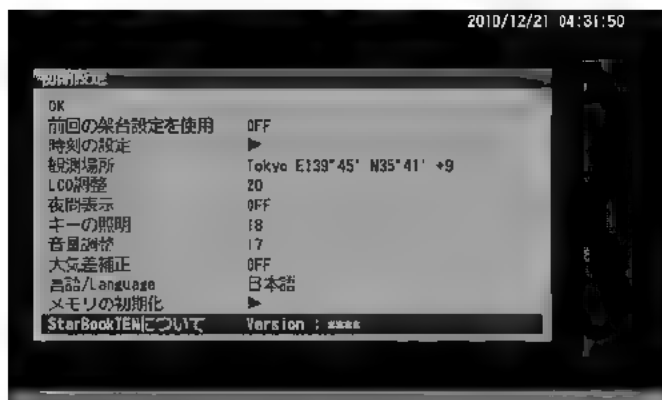 2010/12/21 04:31:50
初期設定
OK
前回の架台設定を使用 OFF
時刻の設定 ▶
観測場所 Tokyo E139°45' N35°41' +9
LCD調整 20
夜間表示 OFF
キーの照明 18
音量調整 17
大気差補正 OFF
言語/Language 日本語
メモリの初期化 ▶
StarBookTENについて Version : ****